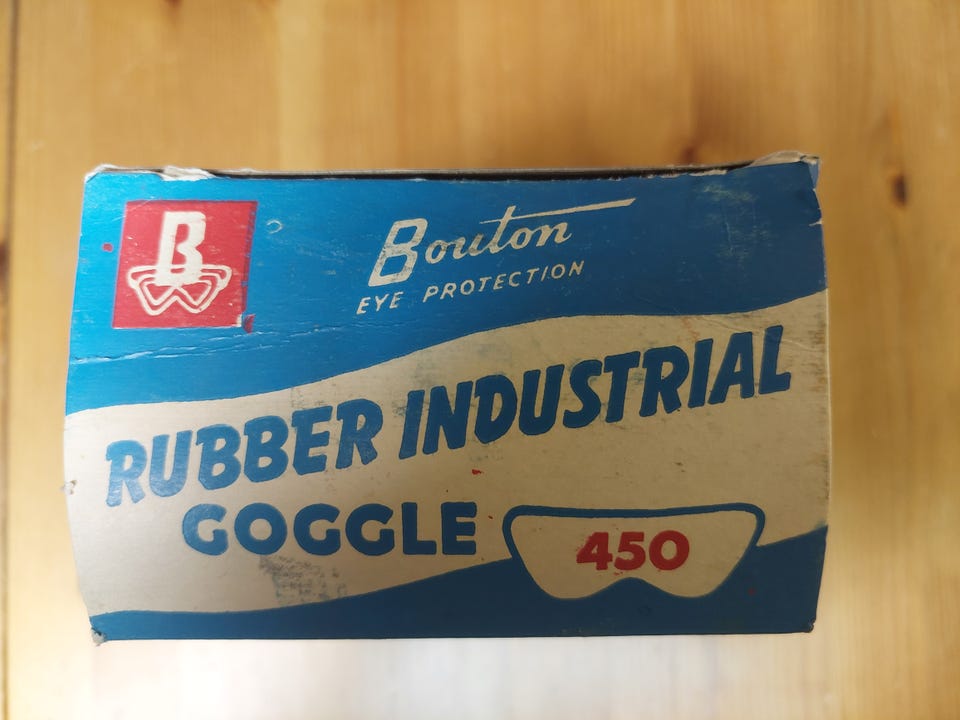 B
Bouton
EYE PROTECTION
RUBBER INDUSTRIAL
GOGGLE
450